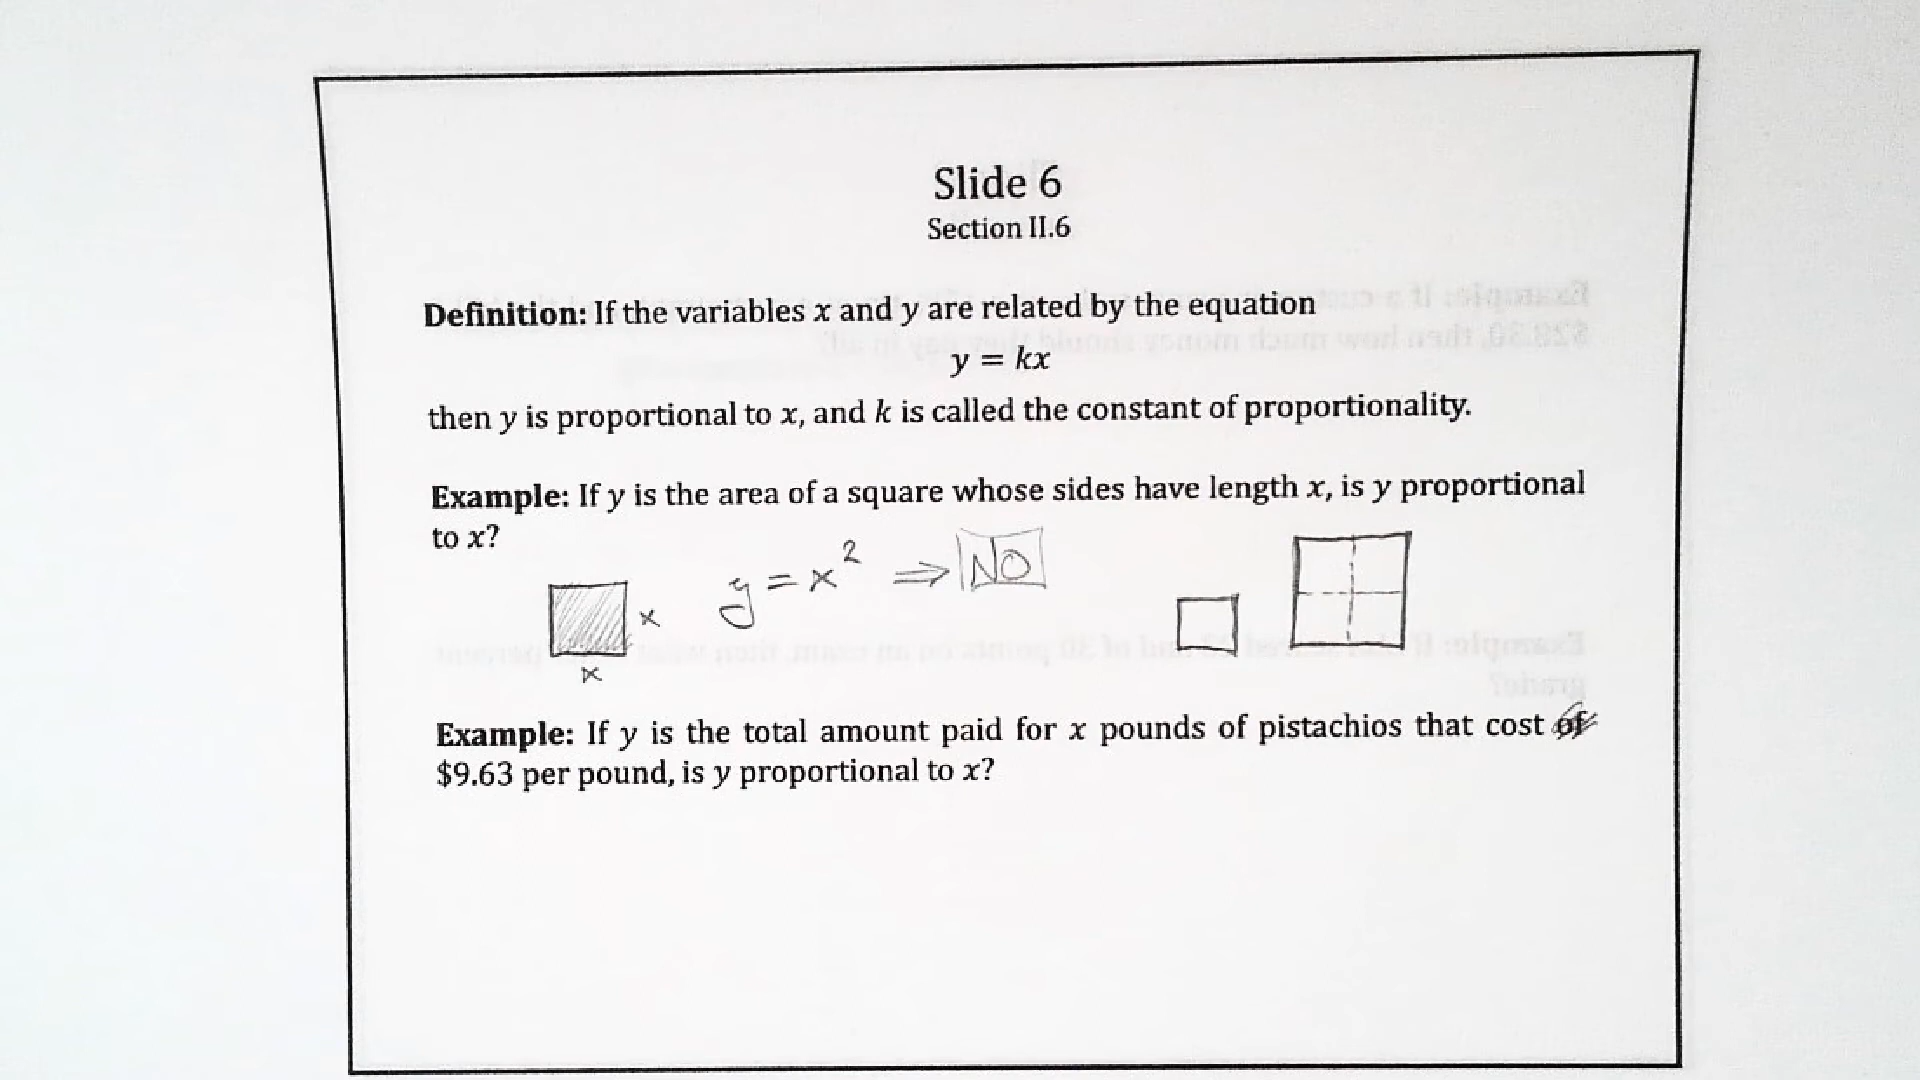 Slide 6
Section II.6
Definition: If the variables x and y are related by the equation
y = kx
then y is proportional to x, and k is called the constant of proportionality.
Example: If y is the area of a square whose sides have length x, is y proportional
to x?
y = x² ⇒ NO
x
x
Example: If y is the total amount paid for x pounds of pistachios that cost
$9.63 per pound, is y proportional to x?